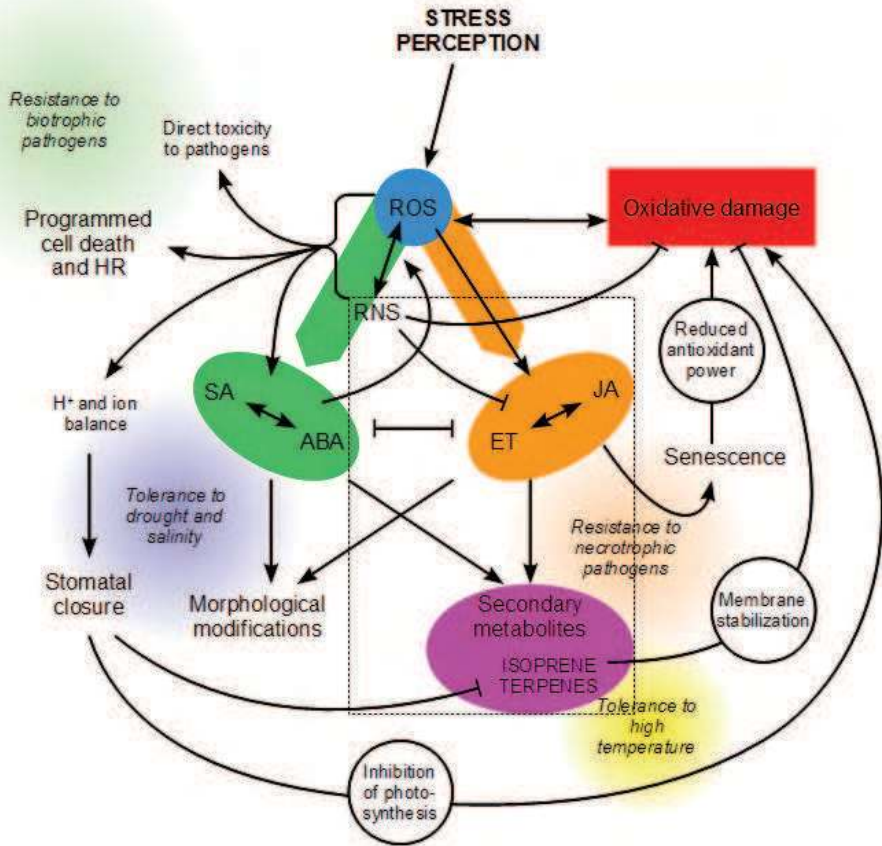 STRESS
PERCEPTION
Resistance to
biotrophic
pathogens
Direct toxicity
to pathogens
ROS
Oxidative damage
Programmed
cell death
and HR
RNS
Reduced
antioxidant
power
SA
ABA
JA
ET
H⁺ and ion
balance
Senescence
Tolerance to
drought and
salinity
Resistance to
necrotrophic
pathogens
Stomatal
closure
Morphological
modifications
Secondary
metabolites
ISOPRENE
TERPENES
Membrane
stabilization
Tolerance to
high
temperature
Inhibition
of photo-
synthesis